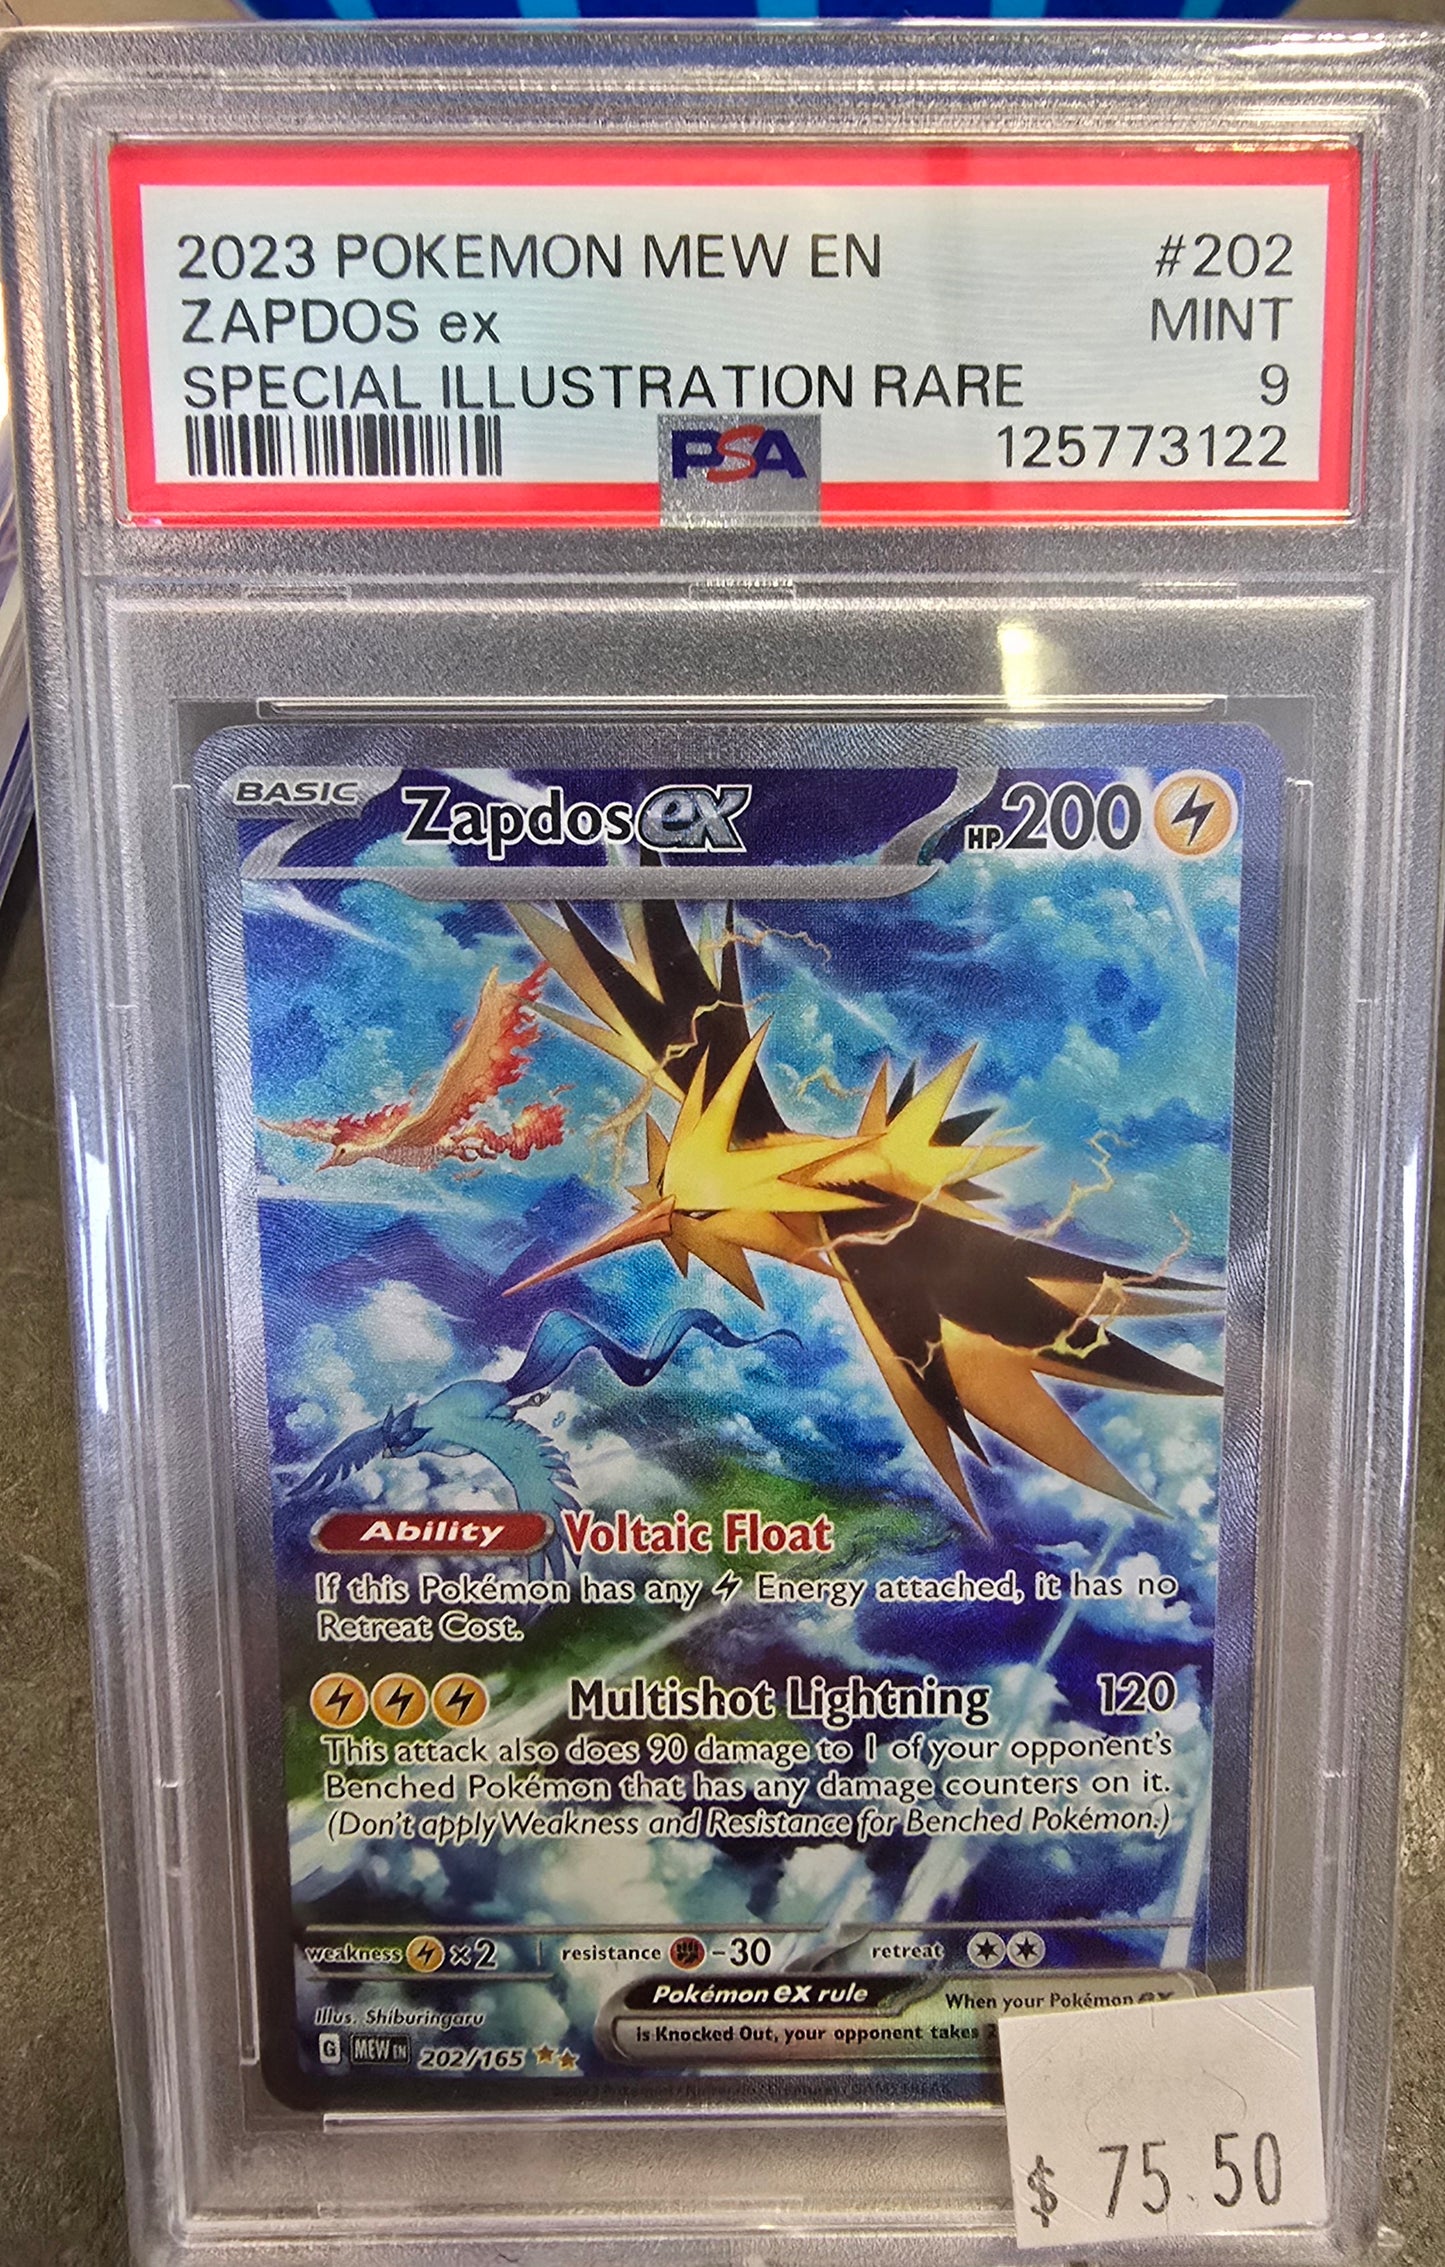 2023 POKEMON MEW EN #202
ZAPDOS ex MINT
SPECIAL ILLUSTRATION RARE 9
PSA 125773122
BASIC Zapdos ex HP 200
Ability Voltaic Float
If this Pokémon has any Energy attached, it has no
Retreat Cost.
Multishot Lightning 120
This attack also does 90 damage to 1 of your opponent's
Benched Pokémon that has any damage counters on it.
(Don't apply Weakness and Resistance for Benched Pokémon.)
weakness ×2 resistance -30 retreat
Pokémon ex rule When your Pokémon ex
is Knocked Out, your opponent takes 2
Illus. Shiburingaru
G MEW EN 202/165
$ 75.50